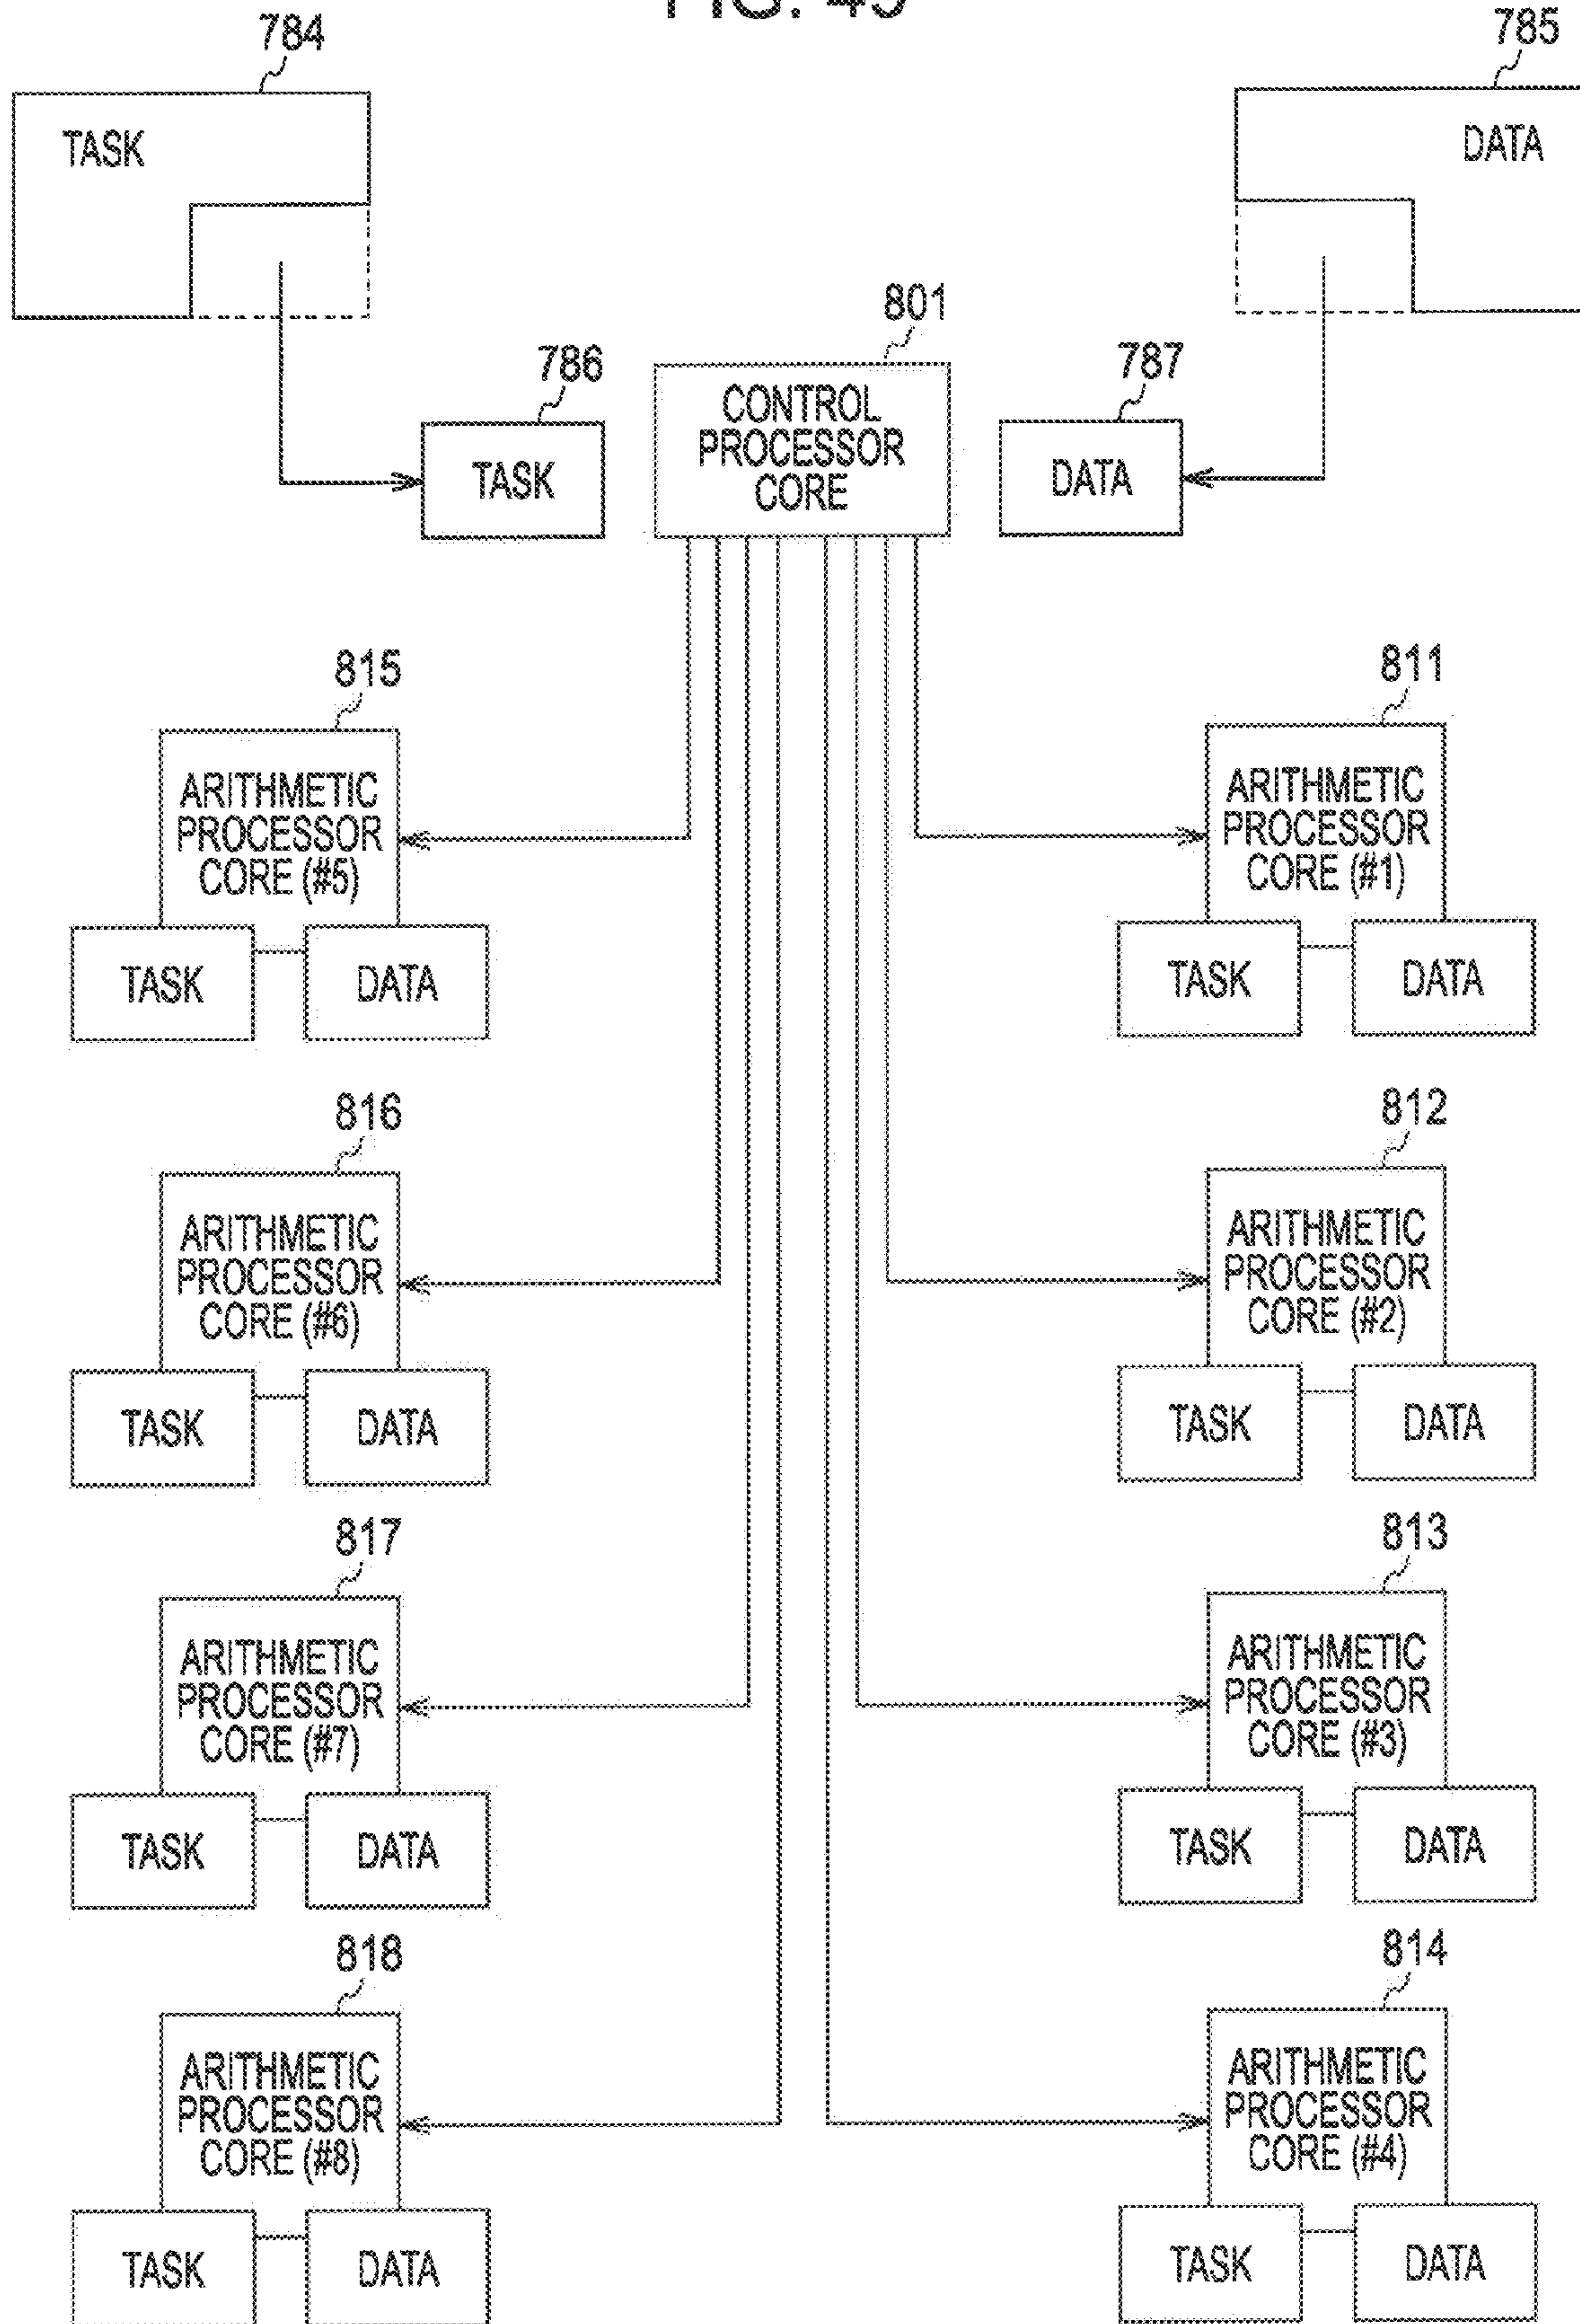 FIG. 45
784
785
TASK
DATA
801
786
787
CONTROL
PROCESSOR
CORE
TASK
DATA
815
811
ARITHMETIC
PROCESSOR
CORE (#5)
ARITHMETIC
PROCESSOR
CORE (#1)
TASK
DATA
TASK
DATA
816
812
ARITHMETIC
PROCESSOR
CORE (#6)
ARITHMETIC
PROCESSOR
CORE (#2)
TASK
DATA
TASK
DATA
817
813
ARITHMETIC
PROCESSOR
CORE (#7)
ARITHMETIC
PROCESSOR
CORE (#3)
TASK
DATA
TASK
DATA
818
814
ARITHMETIC
PROCESSOR
CORE (#8)
ARITHMETIC
PROCESSOR
CORE (#4)
TASK
DATA
TASK
DATA